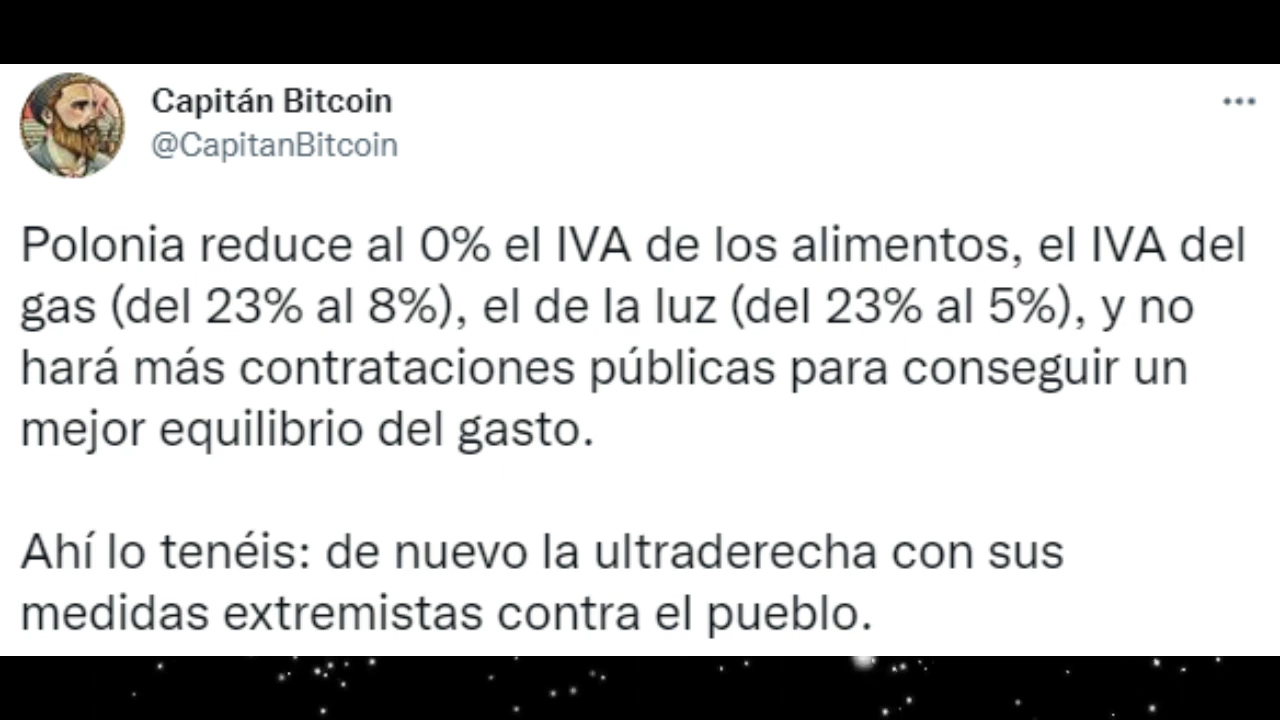 Capitán Bitcoin
@CapitanBitcoin
Polonia reduce al 0% el IVA de los alimentos, el IVA del
gas (del 23% al 8%), el de la luz (del 23% al 5%), y no
hará más contrataciones públicas para conseguir un
mejor equilibrio del gasto.
Ahí lo tenéis: de nuevo la ultraderecha con sus
medidas extremistas contra el pueblo.